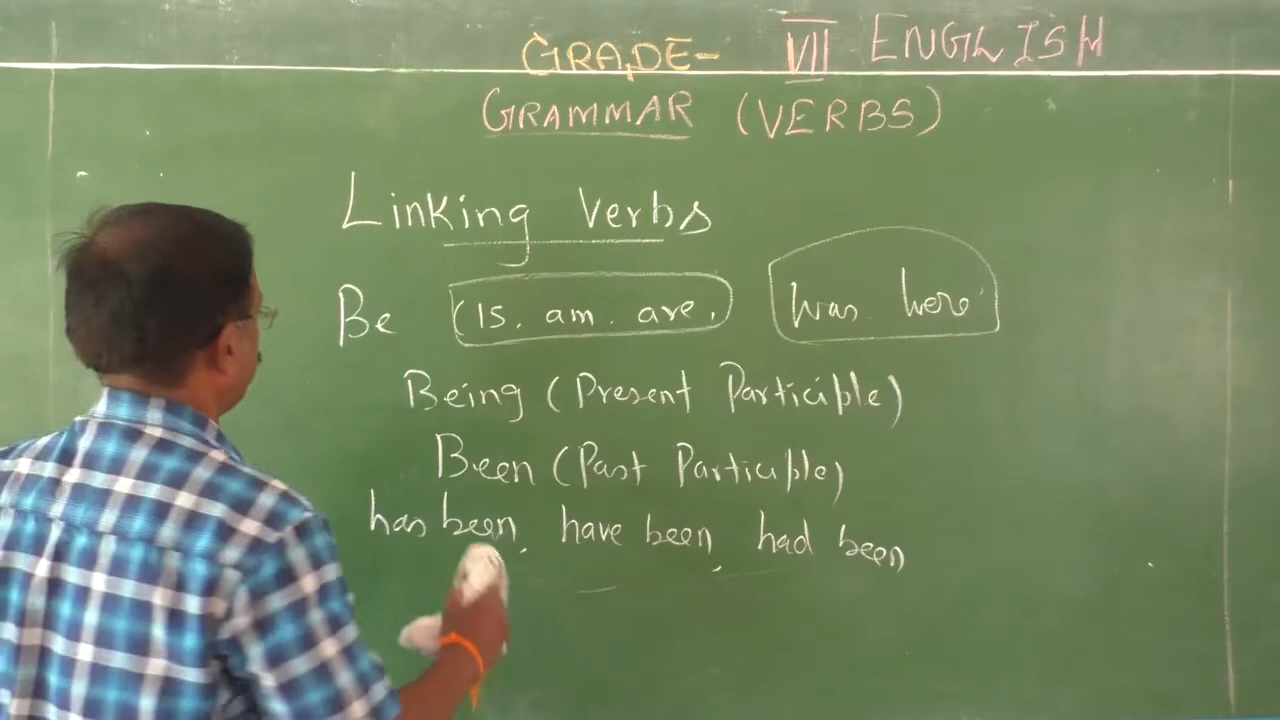 GRADE- VII ENGLISH
GRAMMAR (VERBS)
Linking Verbs
Be (Is. am. are. was. were
Being (Present Participle)
Been (Past Participle)
has been, have been, had been